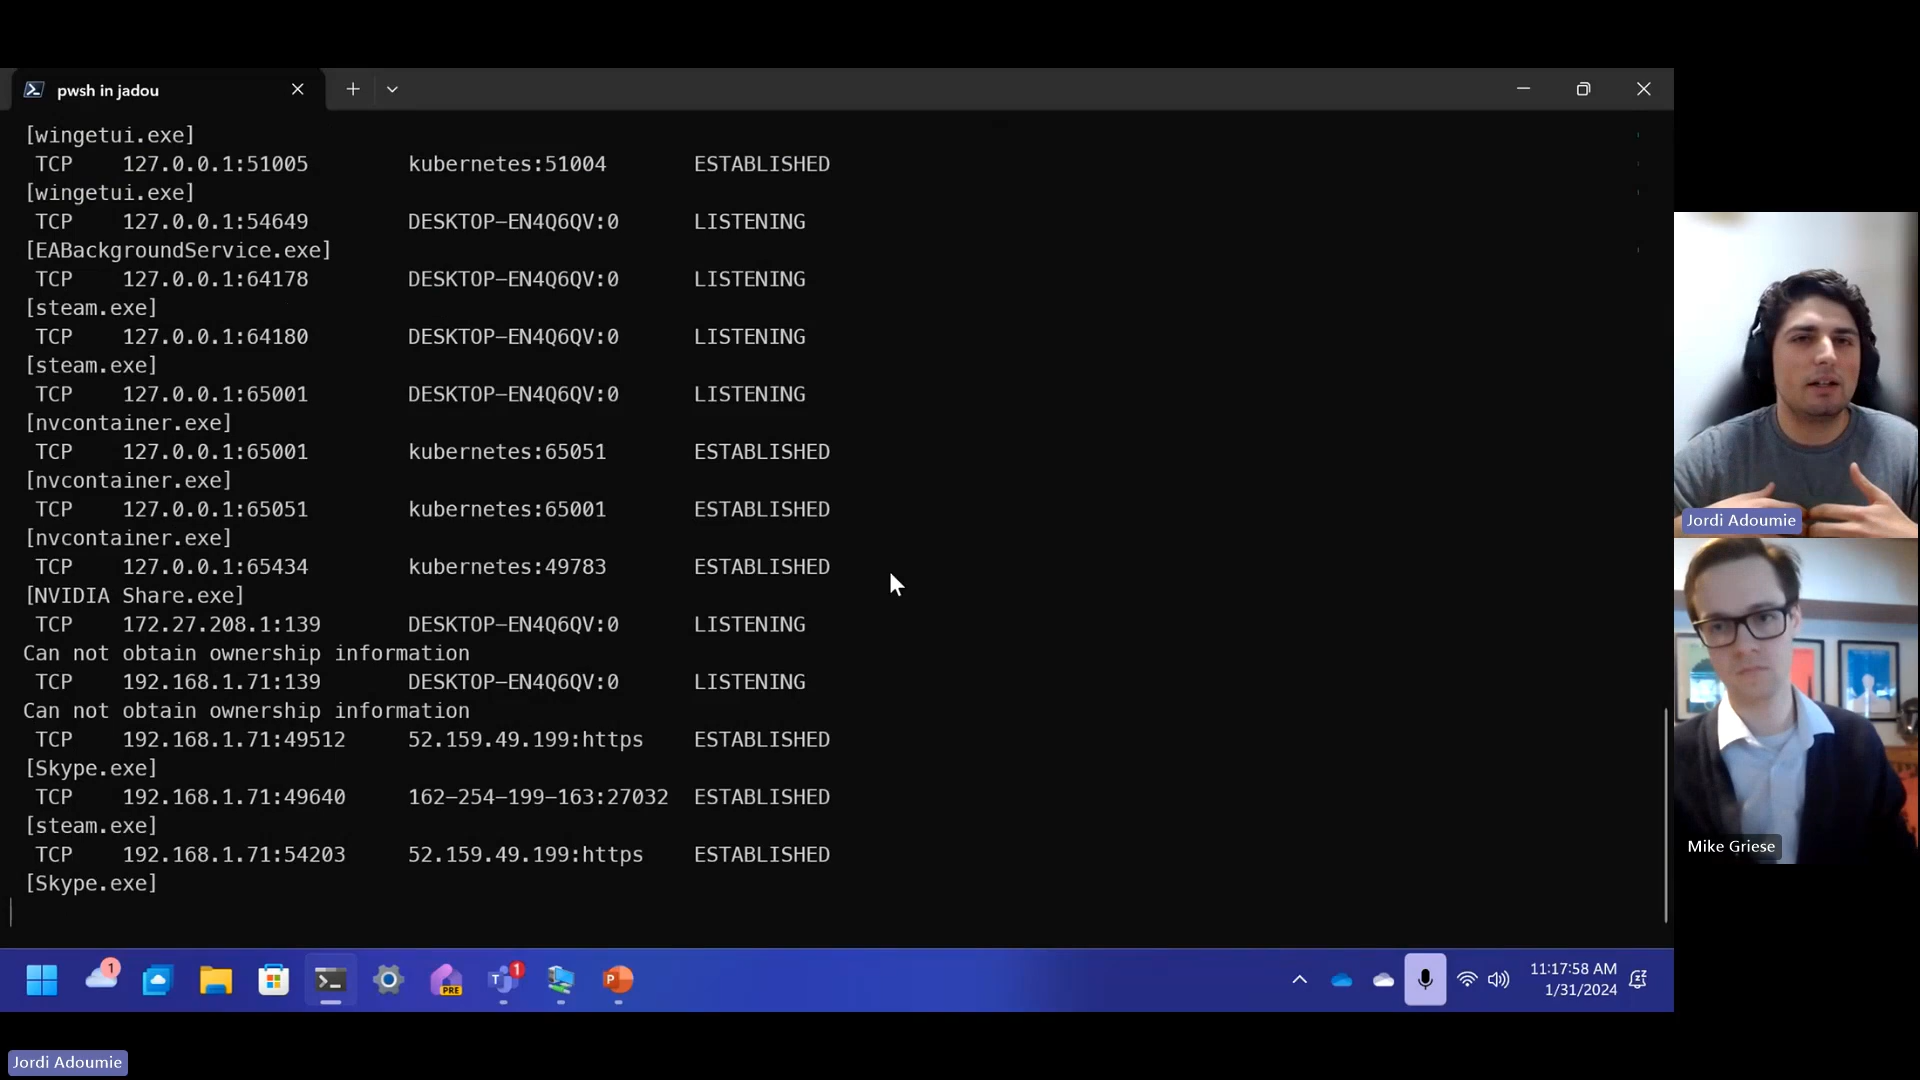 pwsh in jadou
[wingetui.exe]
TCP 127.0.0.1:51005 kubernetes:51004 ESTABLISHED
[wingetui.exe]
TCP 127.0.0.1:54649 DESKTOP-EN4Q6QV:0 LISTENING
[EABackgroundService.exe]
TCP 127.0.0.1:64178 DESKTOP-EN4Q6QV:0 LISTENING
[steam.exe]
TCP 127.0.0.1:64180 DESKTOP-EN4Q6QV:0 LISTENING
[steam.exe]
TCP 127.0.0.1:65001 DESKTOP-EN4Q6QV:0 LISTENING
[nvcontainer.exe]
TCP 127.0.0.1:65001 kubernetes:65051 ESTABLISHED
[nvcontainer.exe]
TCP 127.0.0.1:65051 kubernetes:65001 ESTABLISHED
[nvcontainer.exe]
TCP 127.0.0.1:65434 kubernetes:49783 ESTABLISHED
[NVIDIA Share.exe]
TCP 172.27.208.1:139 DESKTOP-EN4Q6QV:0 LISTENING
Can not obtain ownership information
TCP 192.168.1.71:139 DESKTOP-EN4Q6QV:0 LISTENING
Can not obtain ownership information
TCP 192.168.1.71:49512 52.159.49.199:https ESTABLISHED
[Skype.exe]
TCP 192.168.1.71:49640 162-254-199-163:27032 ESTABLISHED
[steam.exe]
TCP 192.168.1.71:54203 52.159.49.199:https ESTABLISHED
[Skype.exe]
Jordi Adoumie
Mike Griese
1
PRE
T
1
P
11:17:58 AM
1/31/2024
Jordi Adoumie